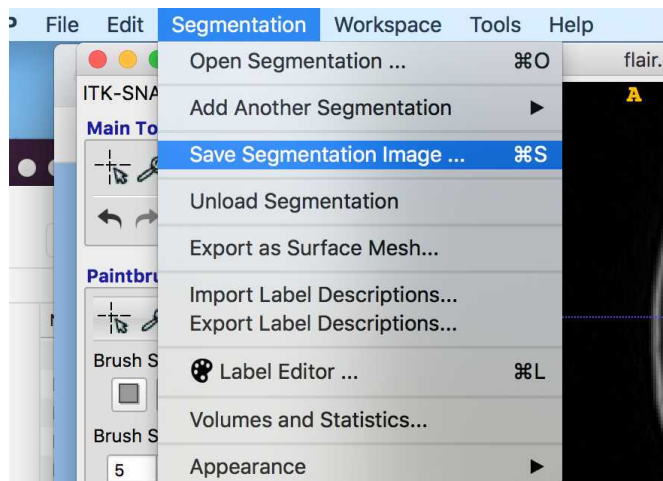 File Edit Segmentation Workspace Tools Help
Open Segmentation ... ⌘O
flair.
ITK-SNA
A
Add Another Segmentation ▶
Main To
Save Segmentation Image ... ⌘S
Unload Segmentation
Export as Surface Mesh...
Paintbru
Import Label Descriptions...
Export Label Descriptions...
Brush S
Label Editor ... ⌘L
Volumes and Statistics...
Brush S
5
Appearance ▶